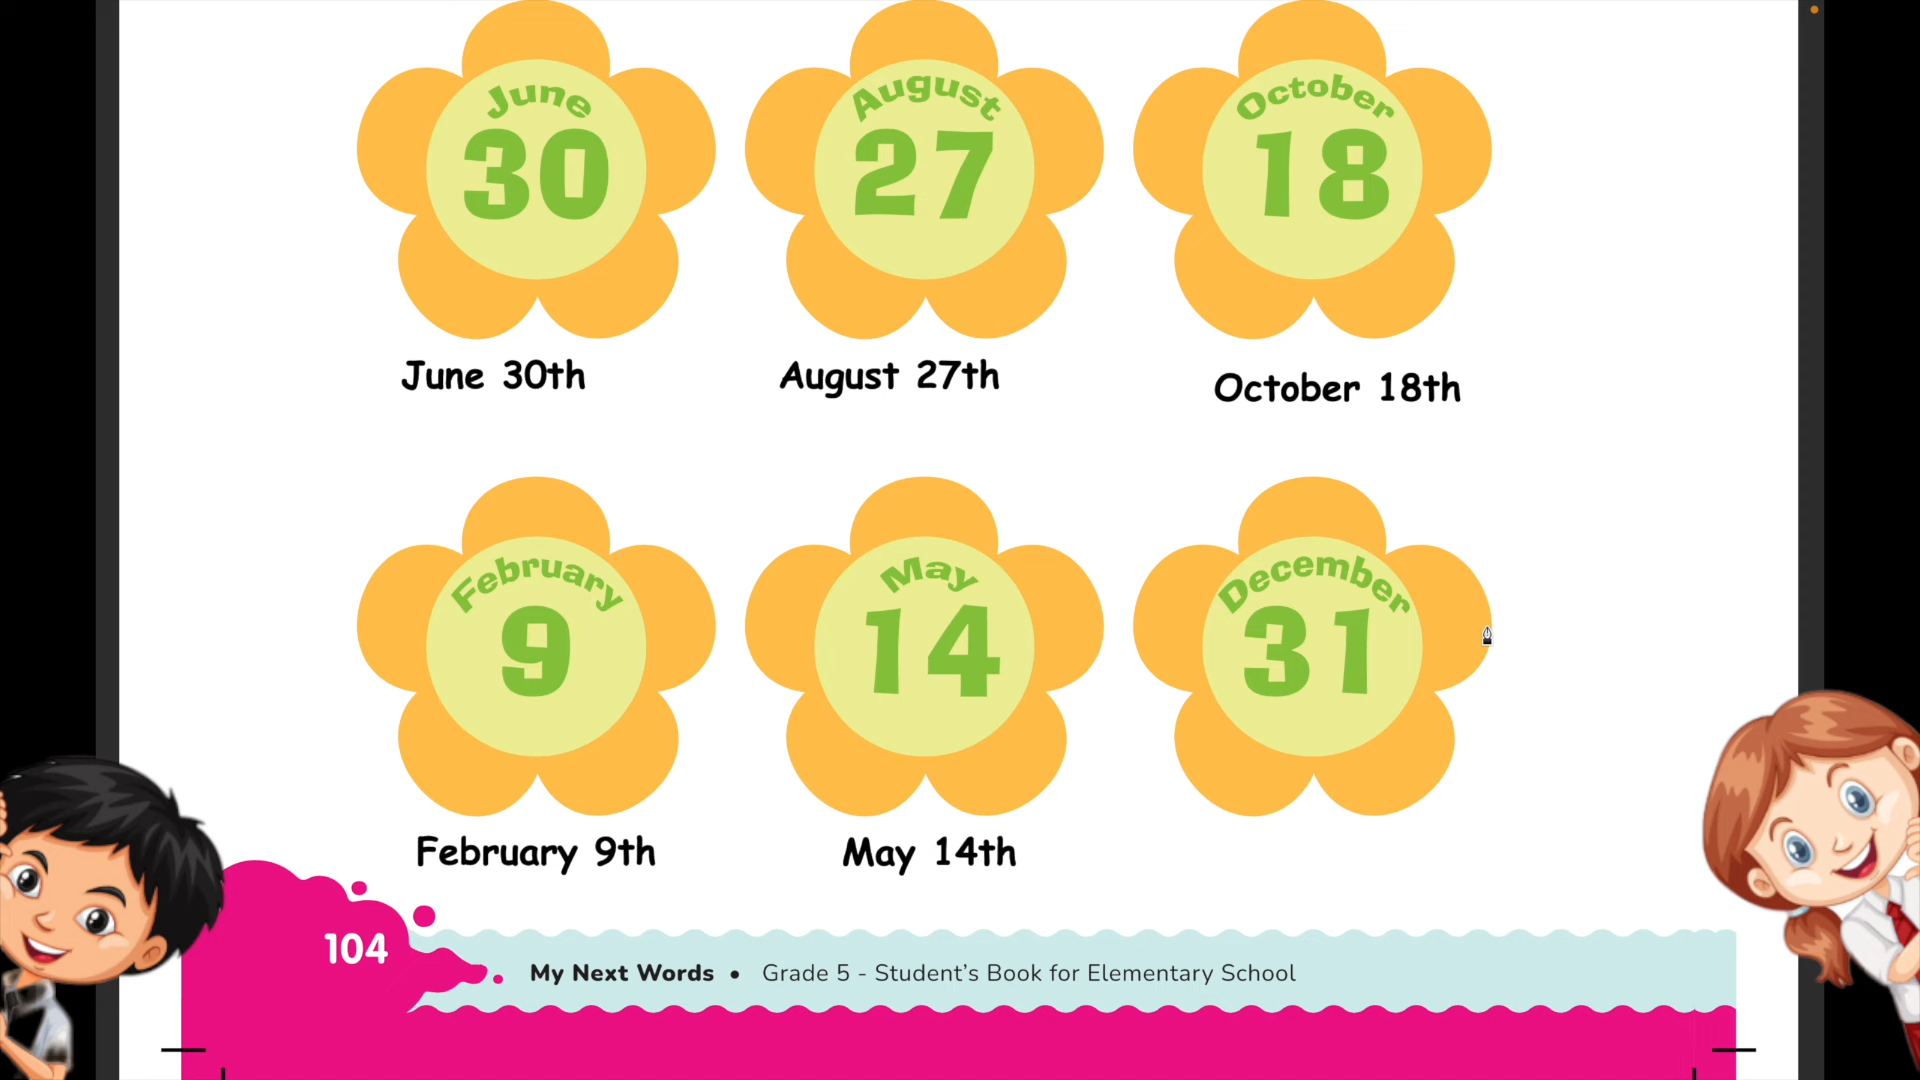 June
30
August
27
October
18
June 30th
August 27th
October 18th
February
9
May
14
December
31
February 9th
May 14th
104
My Next Words • Grade 5 - Student's Book for Elementary School